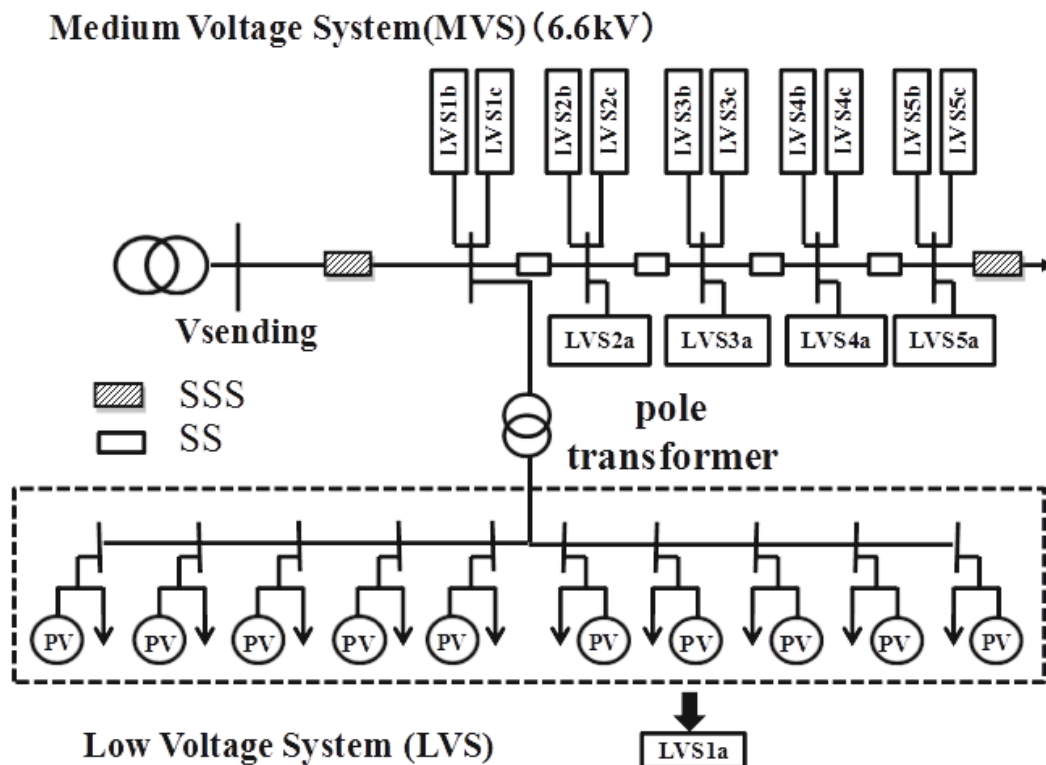 Medium Voltage System(MVS) (6.6kV)
LVS1b
LVS1c
LVS2b
LVS2c
LVS3b
LVS3c
LVS4b
LVS4c
LVS5b
LVS5c
Vsending
LVS2a
LVS3a
LVS4a
LVS5a
SSS
SS
pole
transformer
PV
PV
PV
PV
PV
PV
PV
PV
PV
PV
Low Voltage System (LVS)
LVS1a